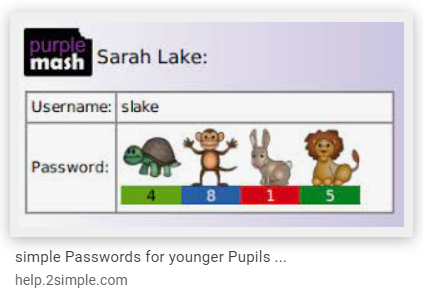 purple
mash
Sarah Lake:
Username: slake
Password:
4 8 1 5
simple Passwords for younger Pupils ...
help.2simple.com